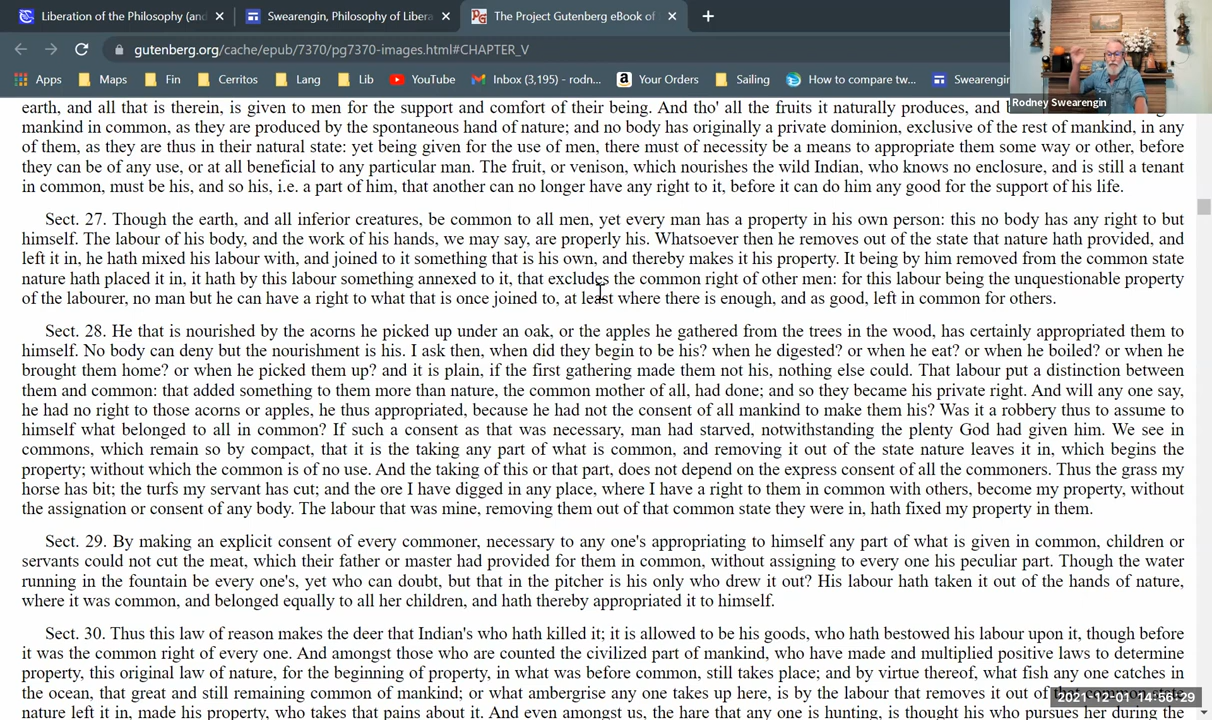 Liberation of the Philosophy (and
Swearengin, Philosophy of Libera
The Project Gutenberg eBook of
gutenberg.org/cache/epub/7370/pg7370-images.html#CHAPTER_V
Apps Maps Fin Cerritos Lang Lib YouTube Inbox (3,195) - rodn... Your Orders Sailing How to compare tw... Swearengin
Rodney Swearengin
earth, and all that is therein, is given to men for the support and comfort of their being. And tho' all the fruits it naturally produces, and
mankind in common, as they are produced by the spontaneous hand of nature; and no body has originally a private dominion, exclusive of the rest of mankind, in any
of them, as they are thus in their natural state: yet being given for the use of men, there must of necessity be a means to appropriate them some way or other, before
they can be of any use, or at all beneficial to any particular man. The fruit, or venison, which nourishes the wild Indian, who knows no enclosure, and is still a tenant
in common, must be his, and so his, i.e. a part of him, that another can no longer have any right to it, before it can do him any good for the support of his life.
Sect. 27. Though the earth, and all inferior creatures, be common to all men, yet every man has a property in his own person: this no body has any right to but
himself. The labour of his body, and the work of his hands, we may say, are properly his. Whatsoever then he removes out of the state that nature hath provided, and
left it in, he hath mixed his labour with, and joined to it something that is his own, and thereby makes it his property. It being by him removed from the common state
nature hath placed it in, it hath by this labour something annexed to it, that excludes the common right of other men: for this labour being the unquestionable property
of the labourer, no man but he can have a right to what that is once joined to, at least where there is enough, and as good, left in common for others.
Sect. 28. He that is nourished by the acorns he picked up under an oak, or the apples he gathered from the trees in the wood, has certainly appropriated them to
himself. No body can deny but the nourishment is his. I ask then, when did they begin to be his? when he digested? or when he eat? or when he boiled? or when he
brought them home? or when he picked them up? and it is plain, if the first gathering made them not his, nothing else could. That labour put a distinction between
them and common: that added something to them more than nature, the common mother of all, had done; and so they became his private right. And will any one say,
he had no right to those acorns or apples, he thus appropriated, because he had not the consent of all mankind to make them his? Was it a robbery thus to assume to
himself what belonged to all in common? If such a consent as that was necessary, man had starved, notwithstanding the plenty God had given him. We see in
commons, which remain so by compact, that it is the taking any part of what is common, and removing it out of the state nature leaves it in, which begins the
property; without which the common is of no use. And the taking of this or that part, does not depend on the express consent of all the commoners. Thus the grass my
horse has bit; the turfs my servant has cut; and the ore I have digged in any place, where I have a right to them in common with others, become my property, without
the assignation or consent of any body. The labour that was mine, removing them out of that common state they were in, hath fixed my property in them.
Sect. 29. By making an explicit consent of every commoner, necessary to any one's appropriating to himself any part of what is given in common, children or
servants could not cut the meat, which their father or master had provided for them in common, without assigning to every one his peculiar part. Though the water
running in the fountain be every one's, yet who can doubt, but that in the pitcher is his only who drew it out? His labour hath taken it out of the hands of nature,
where it was common, and belonged equally to all her children, and hath thereby appropriated it to himself.
Sect. 30. Thus this law of reason makes the deer that Indian's who hath killed it; it is allowed to be his goods, who hath bestowed his labour upon it, though before
it was the common right of every one. And amongst those who are counted the civilized part of mankind, who have made and multiplied positive laws to determine
property, this original law of nature, for the beginning of property, in what was before common, still takes place; and by virtue thereof, what fish any one catches in
the ocean, that great and still remaining common of mankind; or what ambergrise any one takes up here, is by the labour that removes it out of
nature left it in, made his property, who takes that pains about it. And even amongst us, the hare that any one is hunting, is thought his who pursues her during the
2021-12-01 14:56:29